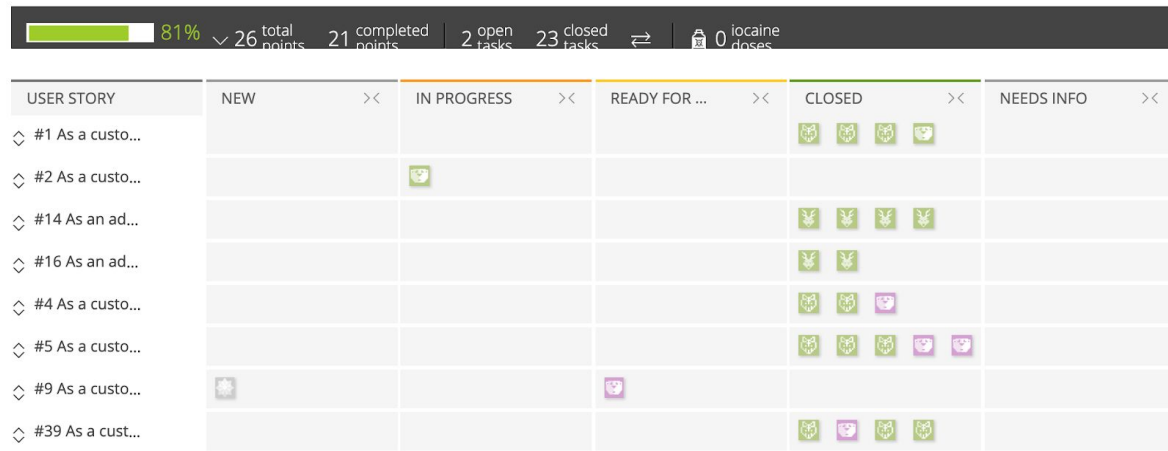 81% 26 total points 21 completed points 2 open tasks 23 closed tasks 0 iocaine doses
USER STORY NEW IN PROGRESS READY FOR ... CLOSED NEEDS INFO
#1 As a custo...
#2 As a custo...
#14 As an ad...
#16 As an ad...
#4 As a custo...
#5 As a custo...
#9 As a custo...
#39 As a cust...